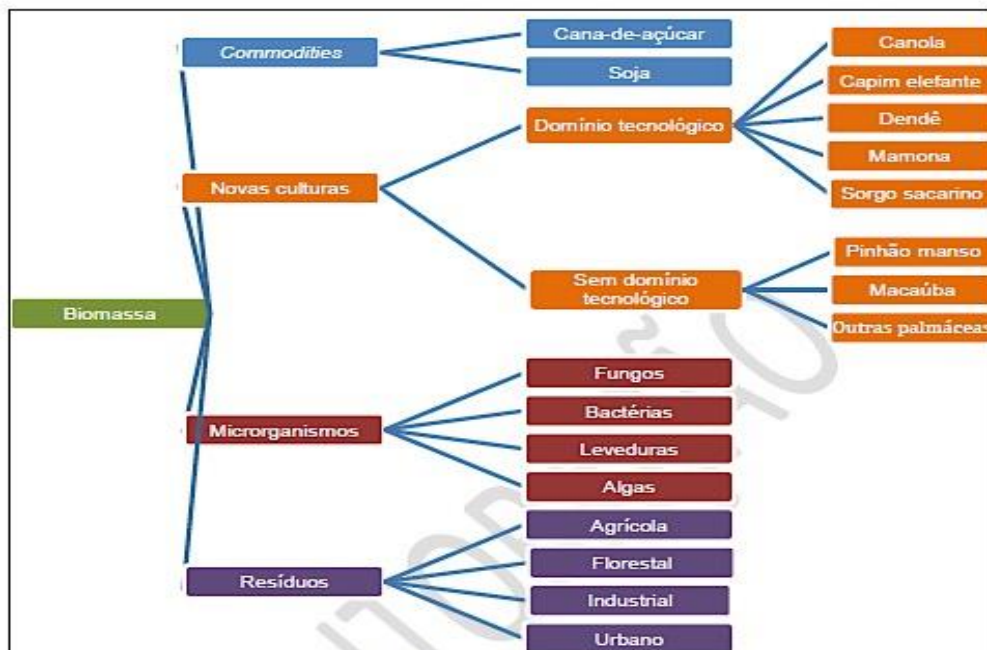 Commodities
Cana-de-açúcar
Soja
Novas culturas
Domínio tecnológico
Canola
Capim elefante
Dendê
Mamona
Sorgo sacarino
Sem domínio
tecnológico
Pinhão manso
Macaúba
Outras palmáceas
Biomassa
Microrganismos
Fungos
Bactérias
Leveduras
Algas
Resíduos
Agrícola
Florestal
Industrial
Urbano